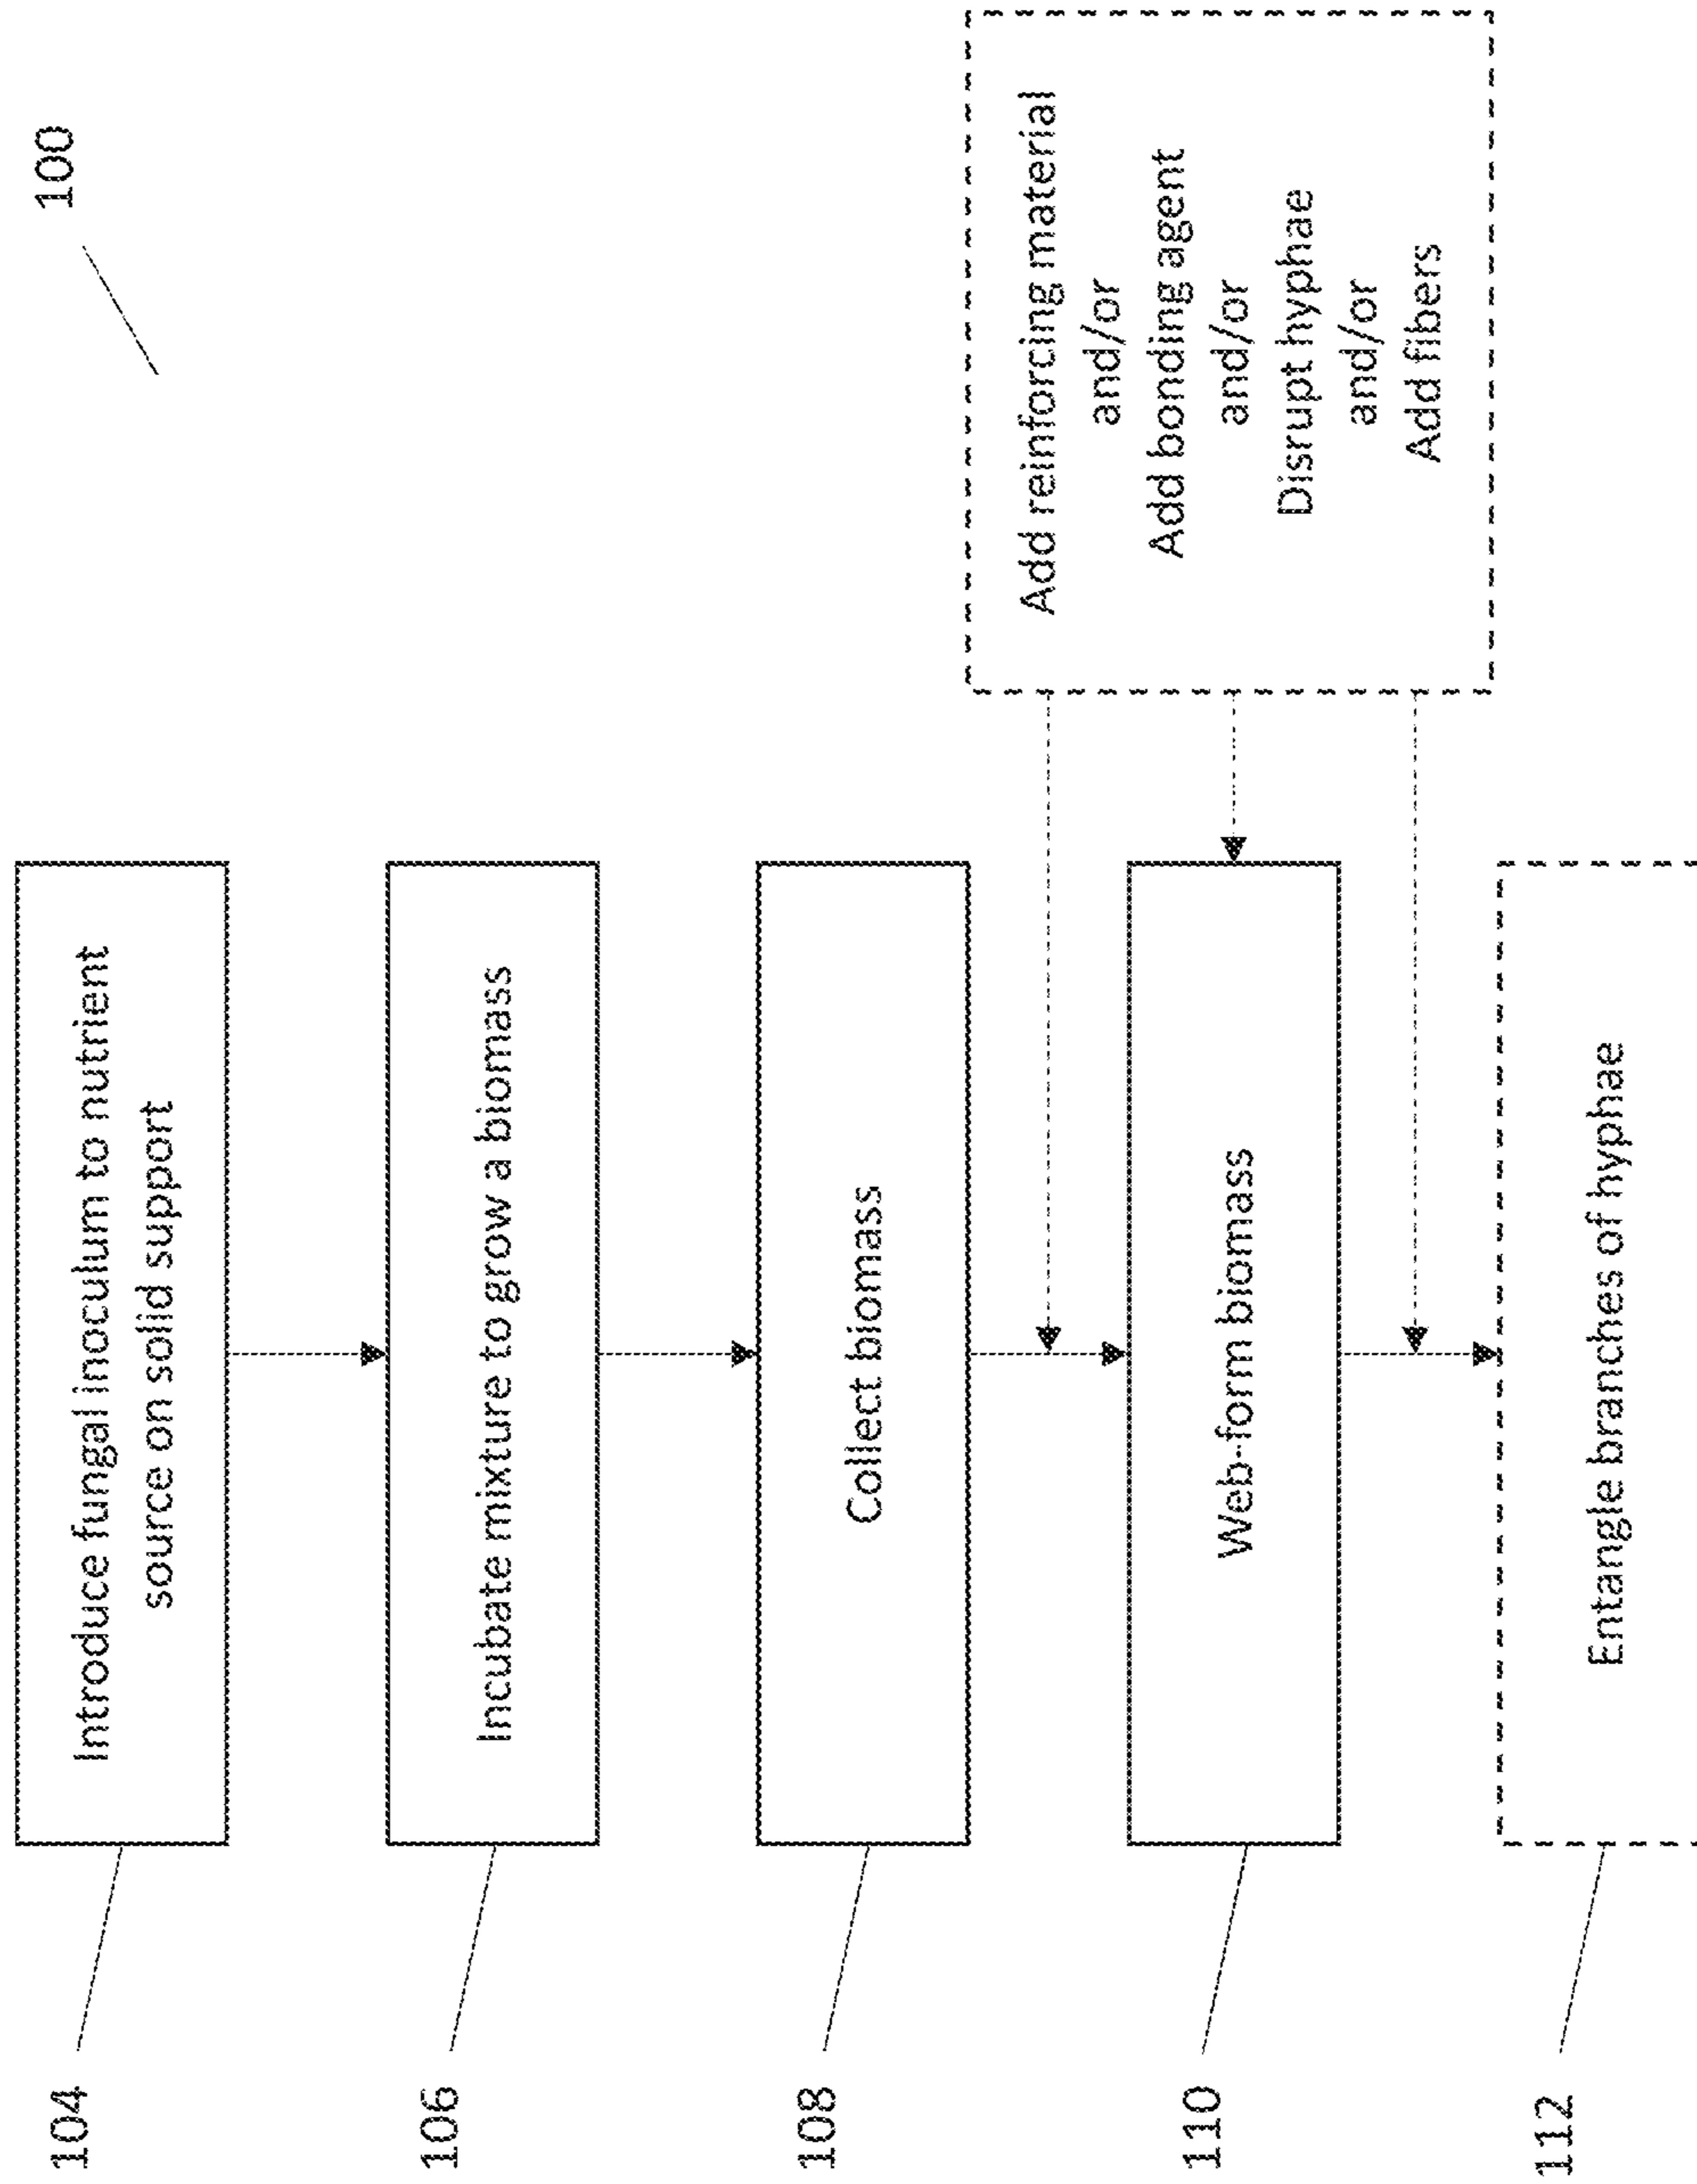 100
104
Introduce fungal inoculum to nutrient
source on solid support
106
Incubate mixture to grow a biomass
108
Collect biomass
Add reinforcing material
and/or
Add bonding agent
and/or
Disrupt hyphae
and/or
Add fibers
110
Web-form biomass
112
Entangle branches of hyphae